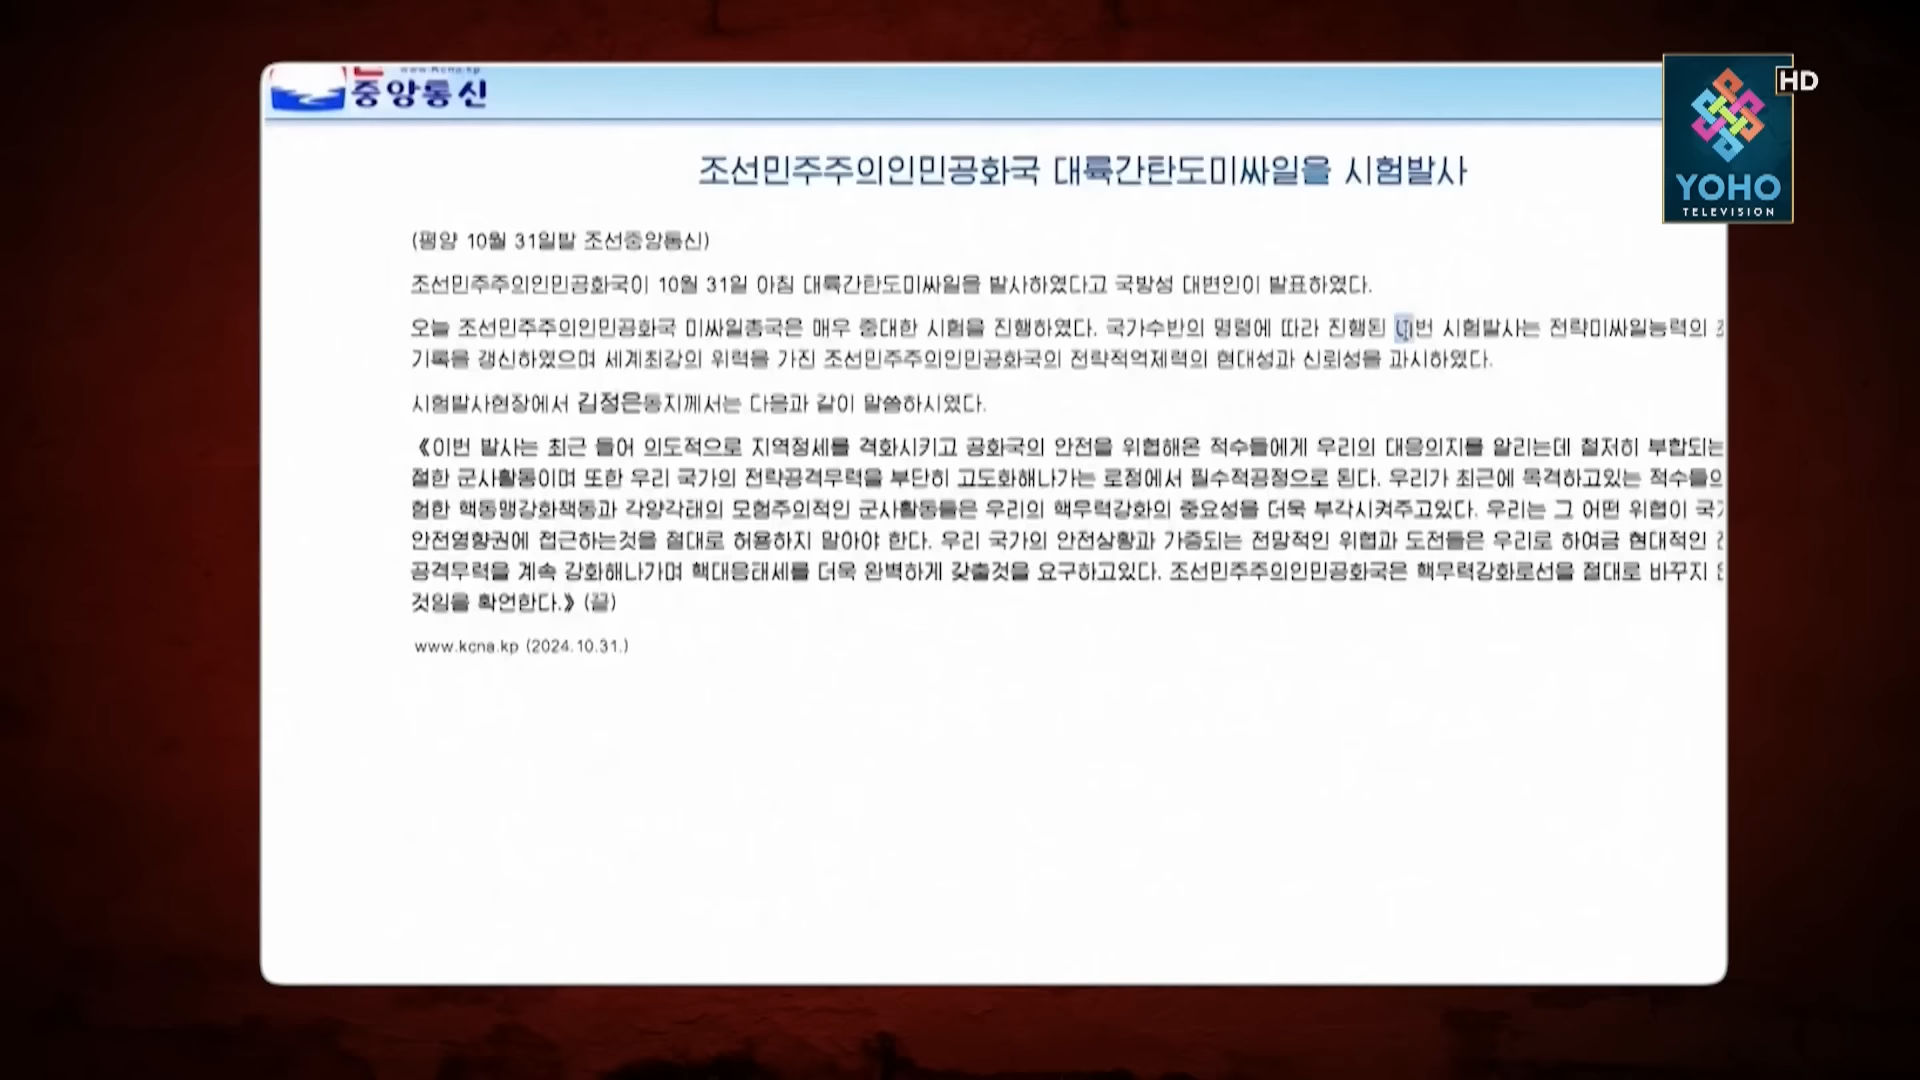 www.kcna.kp
중앙통신
HD
YOHO
TELEVISION
조선민주주의인민공화국 대륙간탄도미싸일을 시험발사
(평양 10월 31일발 조선중앙통신)
조선민주주의인민공화국이 10월 31일 아침 대륙간탄도미싸일을 발사하였다고 국방성 대변인이 발표하였다.
오늘 조선민주주의인민공화국 미싸일총국은 매우 중대한 시험을 진행하였다. 국가수반의 명령에 따라 진행된 이번 시험발사는 전략미싸일능력의
기록을 갱신하였으며 세계최강의 위력을 가진 조선민주주의인민공화국의 전략적억제력의 현대성과 신뢰성을 과시하였다.
시험발사현장에서 김정은동지께서는 다음과 같이 말씀하시였다.
《이번 발사는 최근 들어 의도적으로 지역정세를 격화시키고 공화국의 안전을 위협해온 적수들에게 우리의 대응의지를 알리는데 철저히 부합되는
절한 군사활동이며 또한 우리 국가의 전략공격무력을 부단히 고도화해나가는 로정에서 필수적공정으로 된다. 우리가 최근에 목격하고있는 적수들의
험한 핵동맹강화책동과 각양각태의 모험주의적인 군사활동들은 우리의 핵무력강화의 중요성을 더욱 부각시켜주고있다. 우리는 그 어떤 위협이
안전영향권에 접근하는것을 절대로 허용하지 말아야 한다. 우리 국가의 안전상황과 가증되는 전망적인 위협과 도전들은 우리로 하여금 현대적인
공격무력을 계속 강화해나가며 핵대응태세를 더욱 완벽하게 갖출것을 요구하고있다. 조선민주주의인민공화국은 핵무력강화로선을 절대로 바꾸지
것임을 확언한다.》(끝)
www.kcna.kp (2024.10.31.)